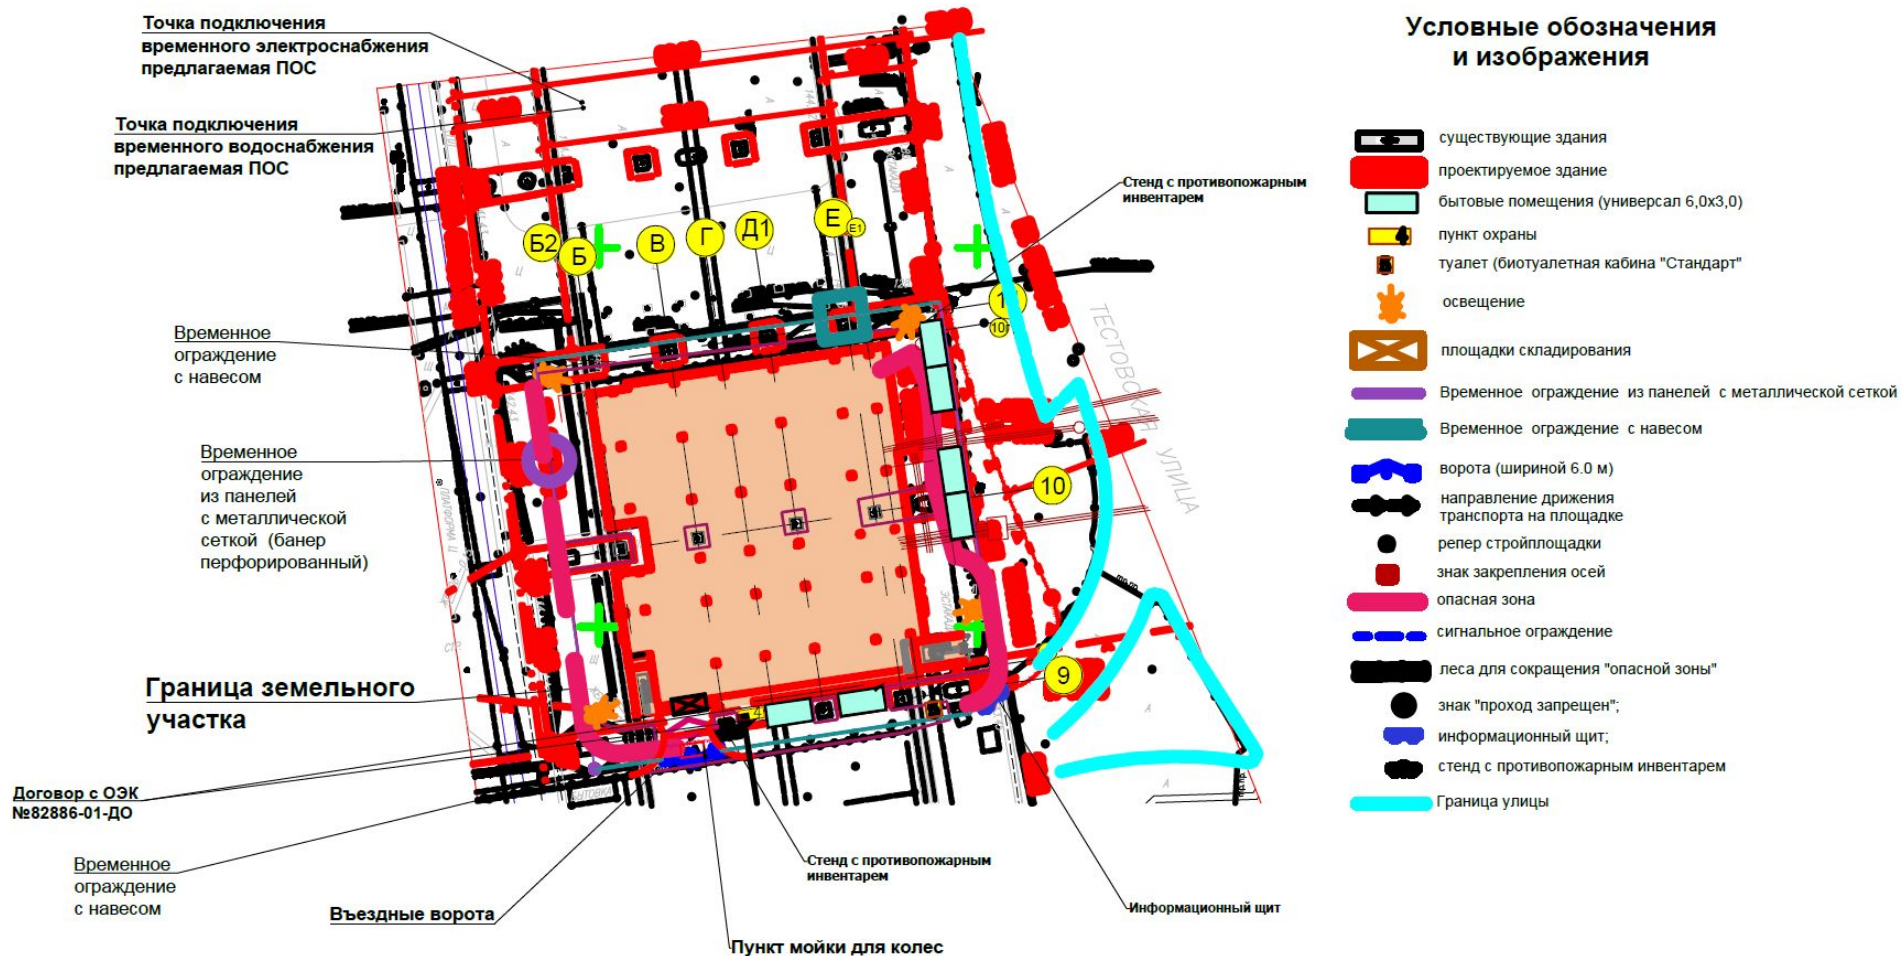 Точка подключения
временного электроснабжения
предлагаемая ПОС
Точка подключения
временного водоснабжения
предлагаемая ПОС
Временное
ограждение
с навесом
Временное
ограждение
из панелей
с металлической
сеткой (банер
перфорированный)
Граница земельного
участка
Договор с ОЭК
№82886-01-ДО
Временное
ограждение
с навесом
Въездные ворота
Пункт мойки для колес
Стенд с противопожарным
инвентарем
Информационный щит
Стенд с противопожарным
инвентарем
Б2
Б
В
Г
Д1
Е
Е1
10
9
4
ТЕСТОВСКАЯ УЛИЦА
ПЛАТФОРМА Ц
БЫТОВКА
Условные обозначения
и изображения
существующие здания
проектируемое здание
бытовые помещения (универсал 6,0х3,0)
4
пункт охраны
туалет (биотуалетная кабина "Стандарт"
освещение
площадки складирования
Временное ограждение из панелей с металлической сеткой
Временное ограждение с навесом
ворота (шириной 6.0 м)
направление дрижения
транспорта на площадке
репер стройплощадки
знак закрепления осей
опасная зона
сигнальное ограждение
леса для сокращения "опасной зоны"
знак "проход запрещен";
информационный щит;
стенд с противопожарным инвентарем
Граница улицы